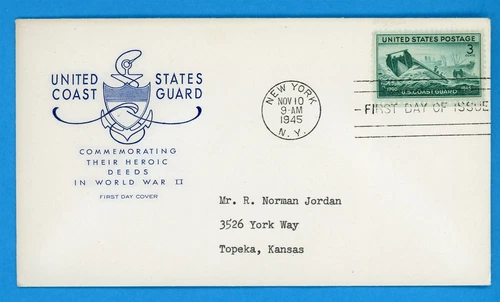 UNITED STATES
COAST GUARD
COMMEMORATING
THEIR HEROIC
DEEDS
IN WORLD WAR II
FIRST DAY COVER
NEW YORK
NOV 10
9-AM
1945
N.Y.
UNITED STATES POSTAGE
3
1790 1945
U.S. COAST GUARD
FIRST DAY OF ISSUE
Mr. R. Norman Jordan
3526 York Way
Topeka, Kansas